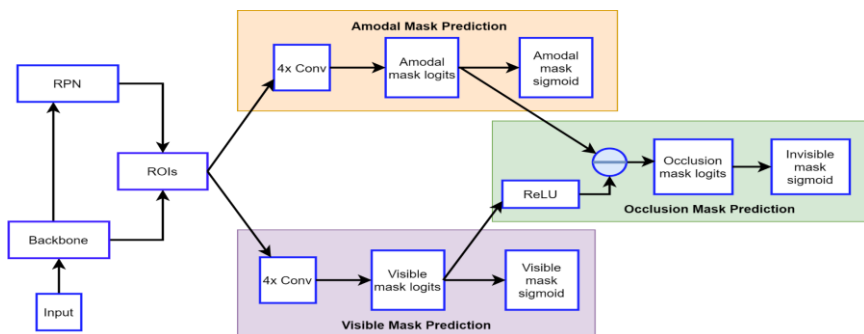 Amodal Mask Prediction
4x Conv
Amodal
mask logits
Amodal
mask
sigmoid
RPN
ROIs
Backbone
Input
Occlusion
mask logits
Invisible
mask
sigmoid
ReLU
Occlusion Mask Prediction
4x Conv
Visible
mask logits
Visible
mask
sigmoid
Visible Mask Prediction